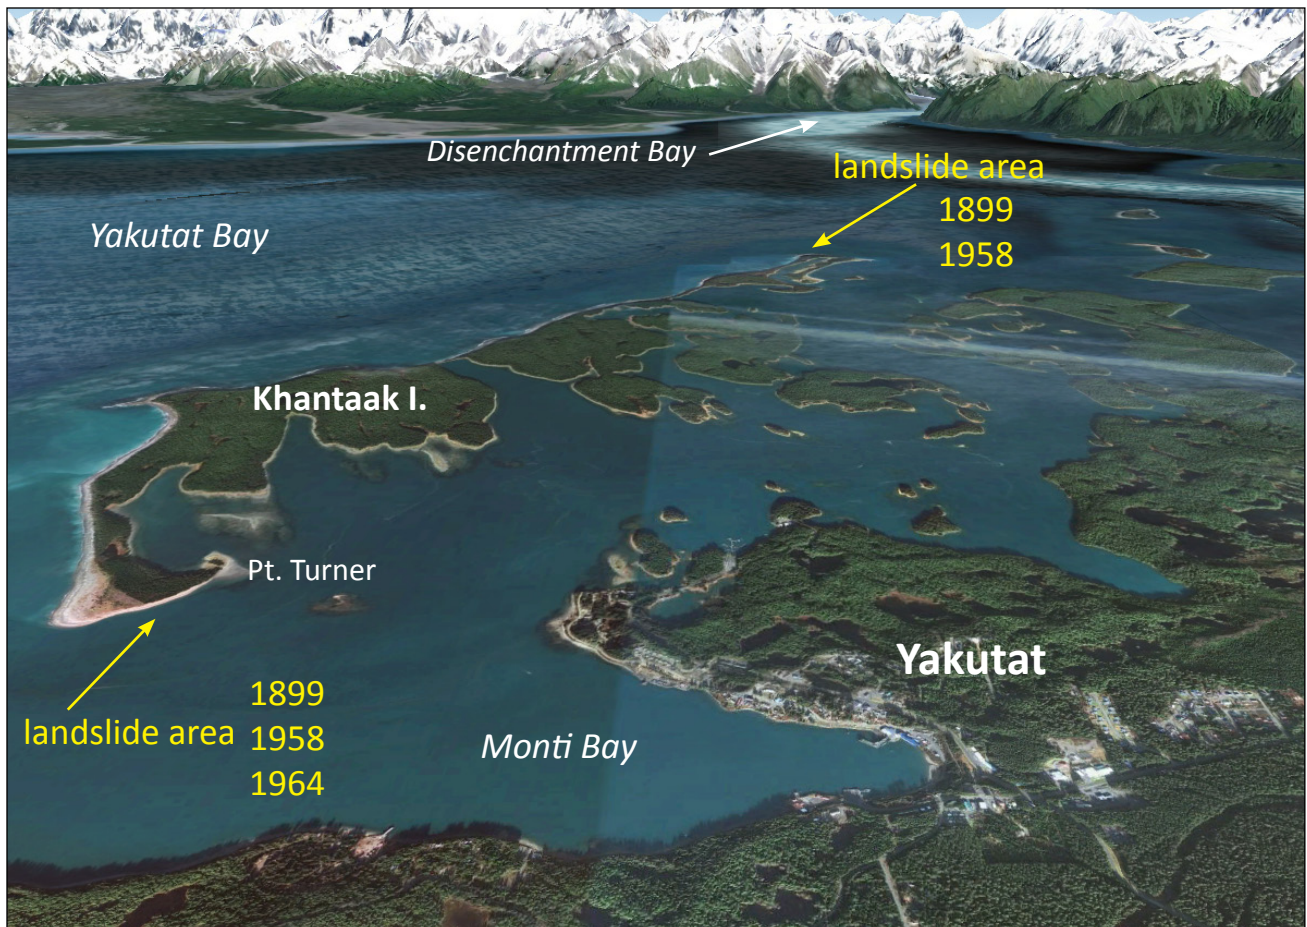 Disenchantment Bay
landslide area
1899
1958
Yakutat Bay
Khantaak I.
Pt. Turner
Yakutat
landslide area
1899
1958
1964
Monti Bay